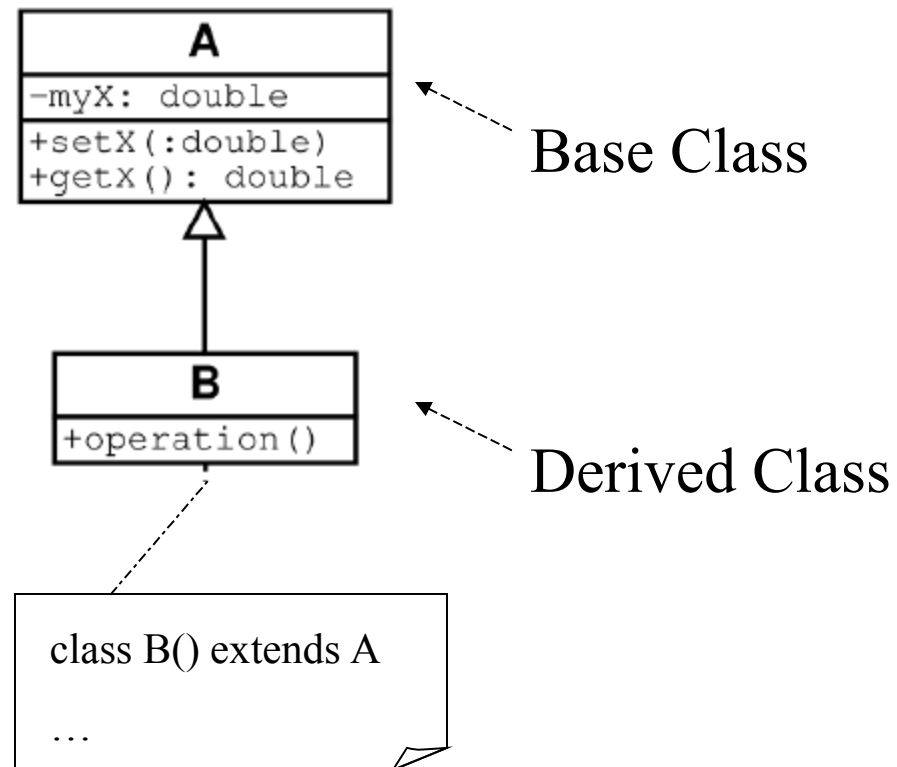 A
-myX: double
+setX(:double)
+getX(): double
Base Class
B
+operation()
Derived Class
class B() extends A
...